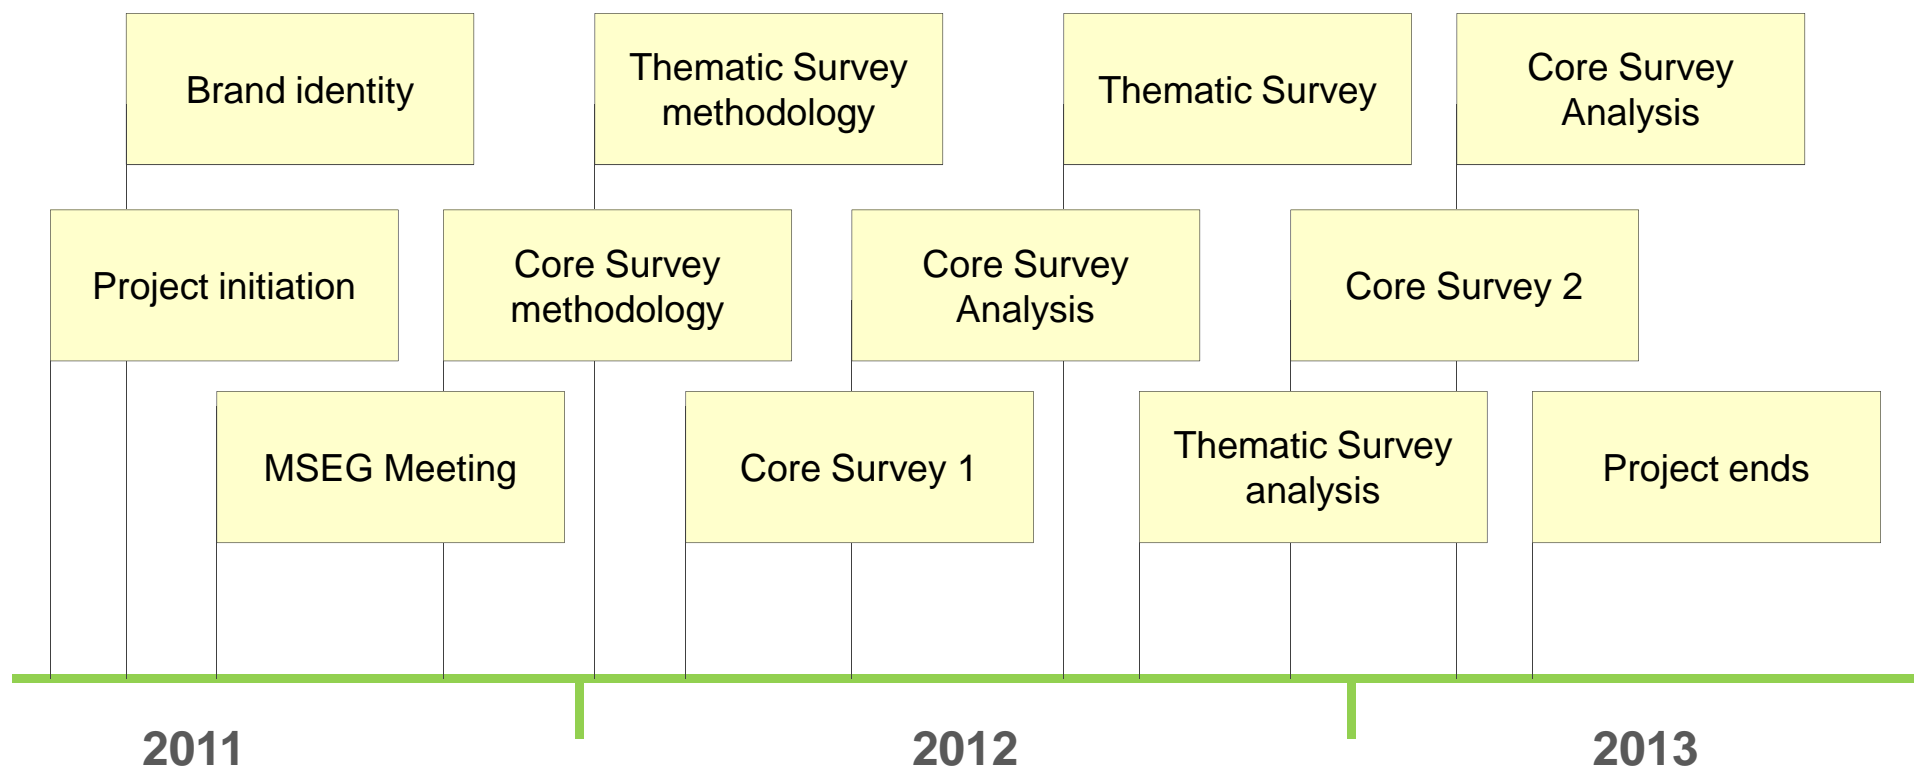 Brand identity
Thematic Survey
methodology
Thematic Survey
Core Survey
Analysis
Project initiation
Core Survey
methodology
Core Survey
Analysis
Core Survey 2
MSEG Meeting
Core Survey 1
Thematic Survey
analysis
Project ends
2011
2012
2013